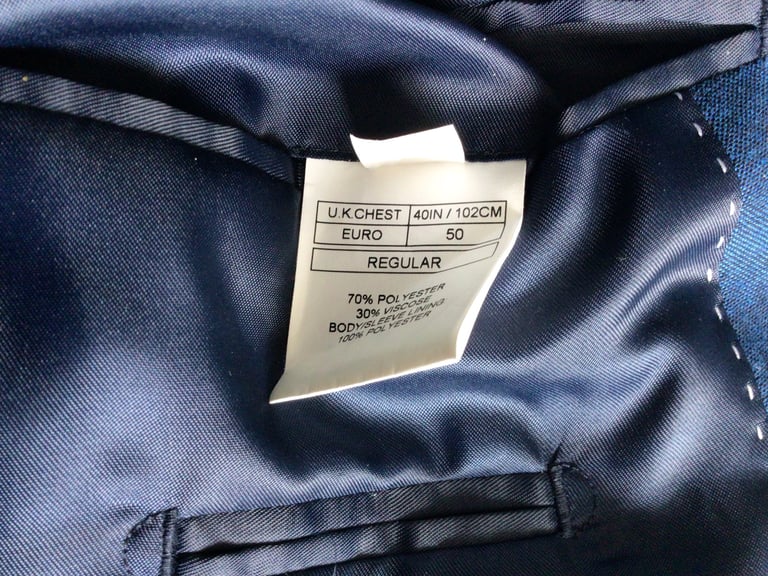 U.K.CHEST 40IN / 102CM
EURO 50
REGULAR
70% POLYESTER
30% VISCOSE
BODY/SLEEVE LINING
100% POLYESTER